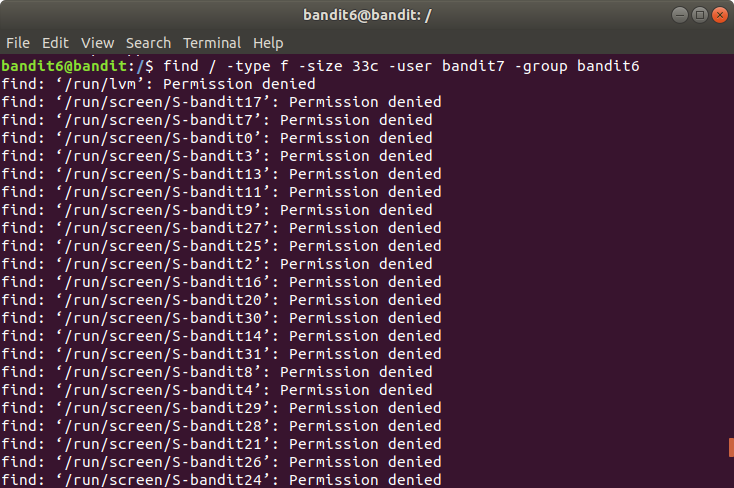 bandit6@bandit: /
File Edit View Search Terminal Help
bandit6@bandit:/$ find / -type f -size 33c -user bandit7 -group bandit6
find: ‘/run/lvm’: Permission denied
find: ‘/run/screen/S-bandit17’: Permission denied
find: ‘/run/screen/S-bandit7’: Permission denied
find: ‘/run/screen/S-bandit0’: Permission denied
find: ‘/run/screen/S-bandit3’: Permission denied
find: ‘/run/screen/S-bandit13’: Permission denied
find: ‘/run/screen/S-bandit11’: Permission denied
find: ‘/run/screen/S-bandit9’: Permission denied
find: ‘/run/screen/S-bandit27’: Permission denied
find: ‘/run/screen/S-bandit25’: Permission denied
find: ‘/run/screen/S-bandit2’: Permission denied
find: ‘/run/screen/S-bandit16’: Permission denied
find: ‘/run/screen/S-bandit20’: Permission denied
find: ‘/run/screen/S-bandit30’: Permission denied
find: ‘/run/screen/S-bandit14’: Permission denied
find: ‘/run/screen/S-bandit31’: Permission denied
find: ‘/run/screen/S-bandit8’: Permission denied
find: ‘/run/screen/S-bandit4’: Permission denied
find: ‘/run/screen/S-bandit29’: Permission denied
find: ‘/run/screen/S-bandit28’: Permission denied
find: ‘/run/screen/S-bandit21’: Permission denied
find: ‘/run/screen/S-bandit26’: Permission denied
find: ‘/run/screen/S-bandit24’: Permission denied